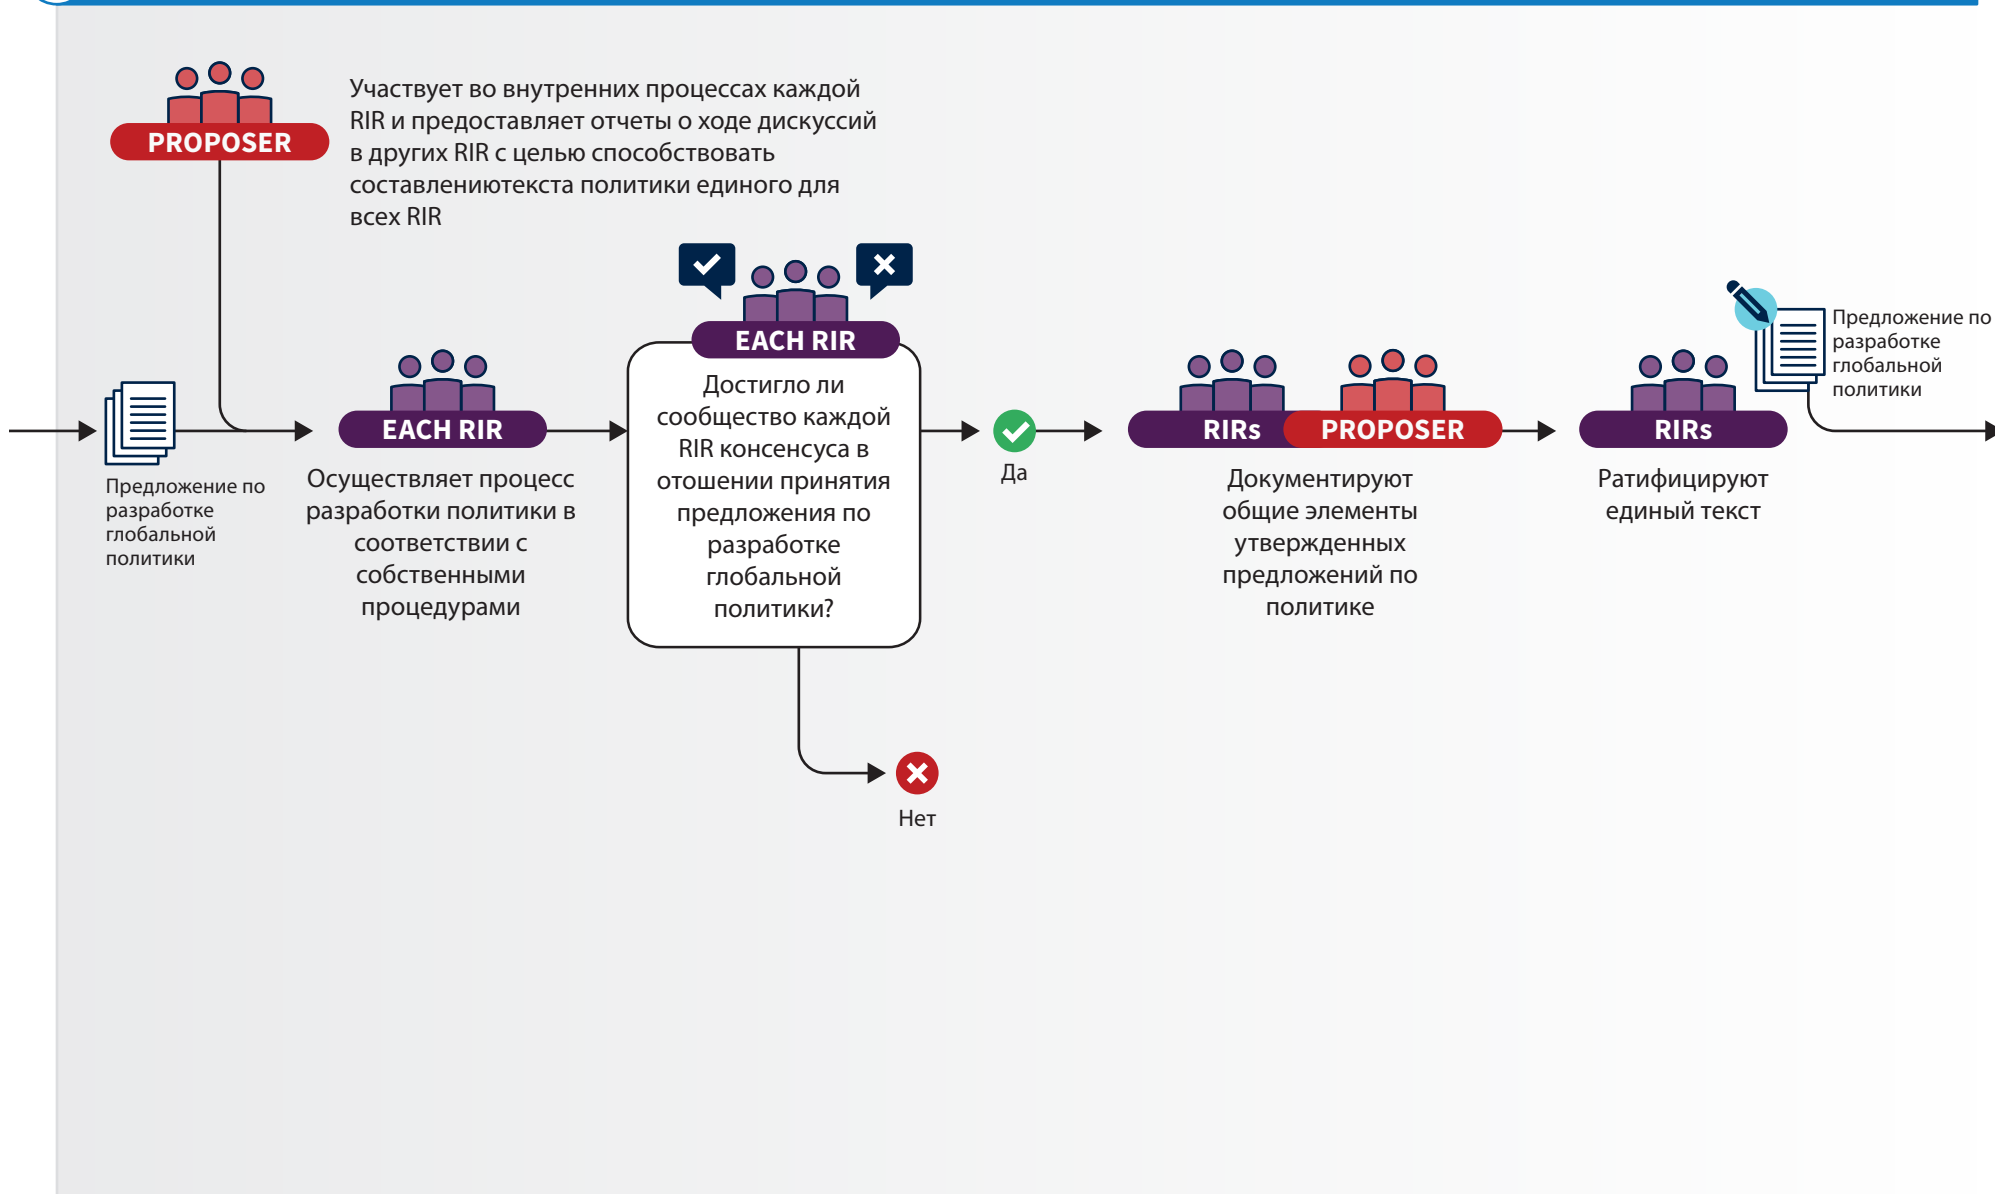 PROPOSER
Участвует во внутренних процессах каждой
RIR и предоставляет отчеты о ходе дискуссий
в других RIR с целью способствовать
составлениютекста политики единого для
всех RIR
Предложение по
разработке
глобальной
политики
EACH RIR
Осуществляет процесс
разработки политики в
соответствии с
собственными
процедурами
EACH RIR
Достигло ли
сообщество каждой
RIR консенсуса в
отошении принятия
предложения по
разработке
глобальной
политики?
Да
Нет
RIRs
PROPOSER
Документируют
общие элементы
утвержденных
предложений по
политике
RIRs
Ратифицируют
единый текст
Предложение по
разработке
глобальной
политики